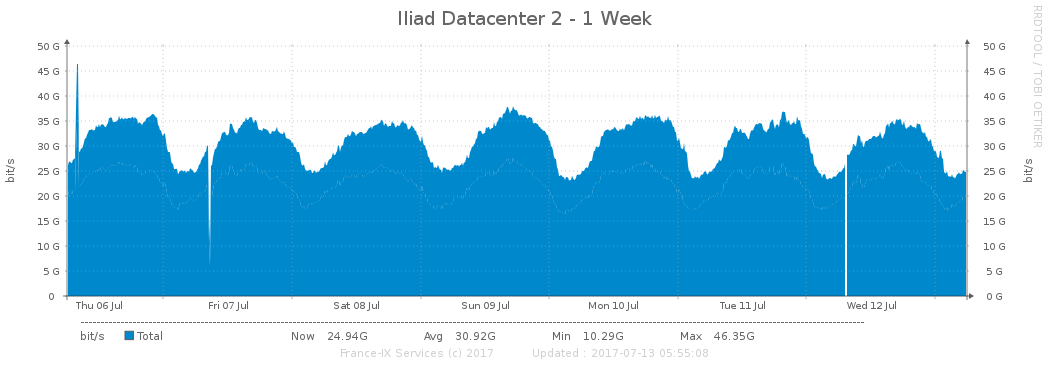 Iliad Datacenter 2 - 1 Week
RRDTOOL / TOBI OETIKER
50 G 50 G
45 G 45 G
40 G 40 G
35 G 35 G
30 G 30 G
25 G 25 G
20 G 20 G
15 G 15 G
10 G 10 G
5 G 5 G
0 0 G
bit/s bit/s
Thu 06 Jul Fri 07 Jul Sat 08 Jul Sun 09 Jul Mon 10 Jul Tue 11 Jul Wed 12 Jul
bit/s Total Now 24.94G Avg 30.92G Min 10.29G Max 46.35G
France-IX Services (c) 2017 Updated : 2017-07-13 05:55:08